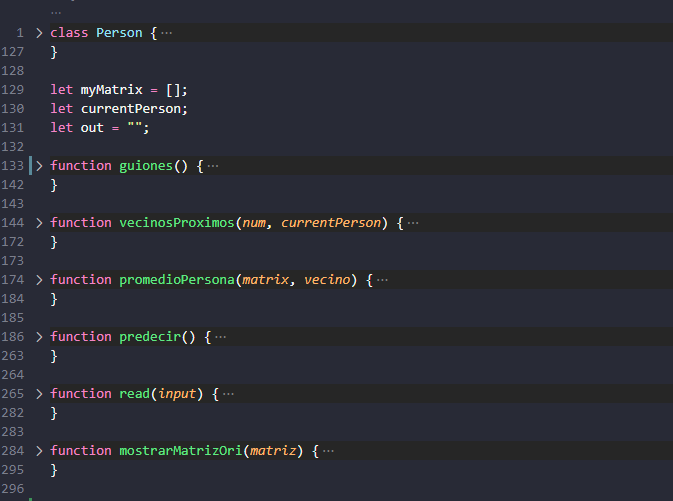 …
1 class Person { …
127 }
128
129 let myMatrix = [];
130 let currentPerson;
131 let out = "";
132
133 function guiones() { …
142 }
143
144 function vecinosProximos(num, currentPerson) { …
172 }
173
174 function promedioPersona(matrix, vecino) { …
184 }
185
186 function predecir() { …
263 }
264
265 function read(input) { …
282 }
283
284 function mostrarMatrizOri(matriz) { …
295 }
296